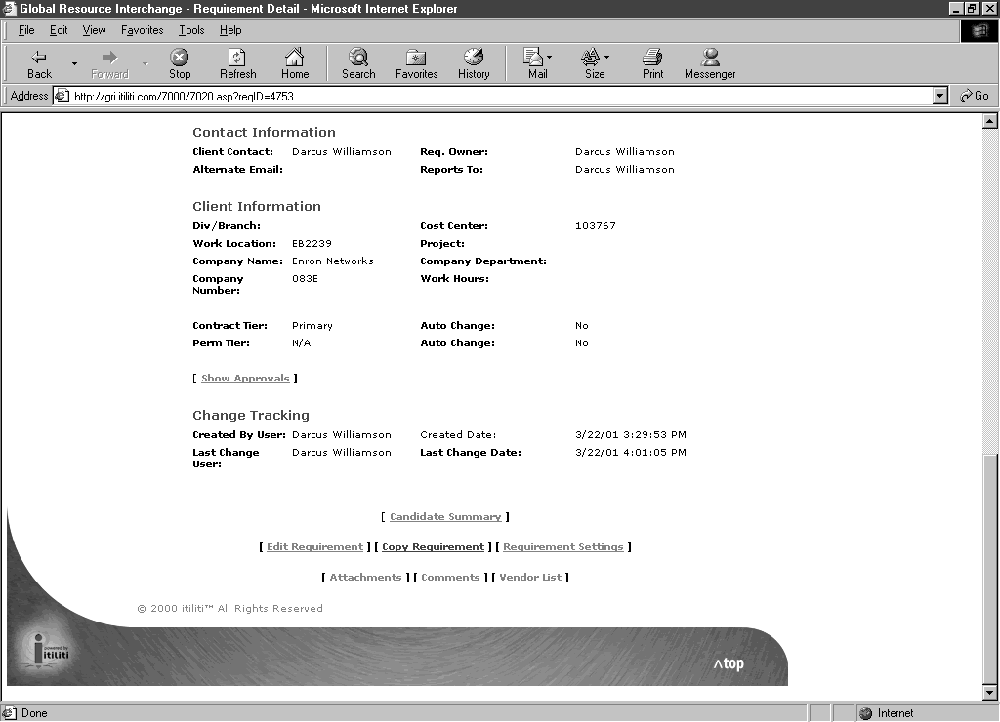 Global Resource Interchange - Requirement Detail - Microsoft Internet Explorer
File Edit View Favorites Tools Help
Back Forward Stop Refresh Home Search Favorites History Mail Size Print Messenger
Address http://gri.itiliti.com/7000/7020.asp?reqID=4753 Go
Contact Information
Client Contact: Darcus Williamson Req. Owner: Darcus Williamson
Alternate Email: Reports To: Darcus Williamson
Client Information
Div/Branch: Cost Center: 103767
Work Location: EB2239 Project:
Company Name: Enron Networks Company Department:
Company 083E Work Hours:
Number:
Contract Tier: Primary Auto Change: No
Perm Tier: N/A Auto Change: No
[ Show Approvals ]
Change Tracking
Created By User: Darcus Williamson Created Date: 3/22/01 3:29:53 PM
Last Change Darcus Williamson Last Change Date: 3/22/01 4:01:05 PM
User:
[ Candidate Summary ]
[ Edit Requirement ] [ Copy Requirement ] [ Requirement Settings ]
[ Attachments ] [ Comments ] [ Vendor List ]
© 2000 itiliti™ All Rights Reserved
powered by
itiliti
^top
Done Internet